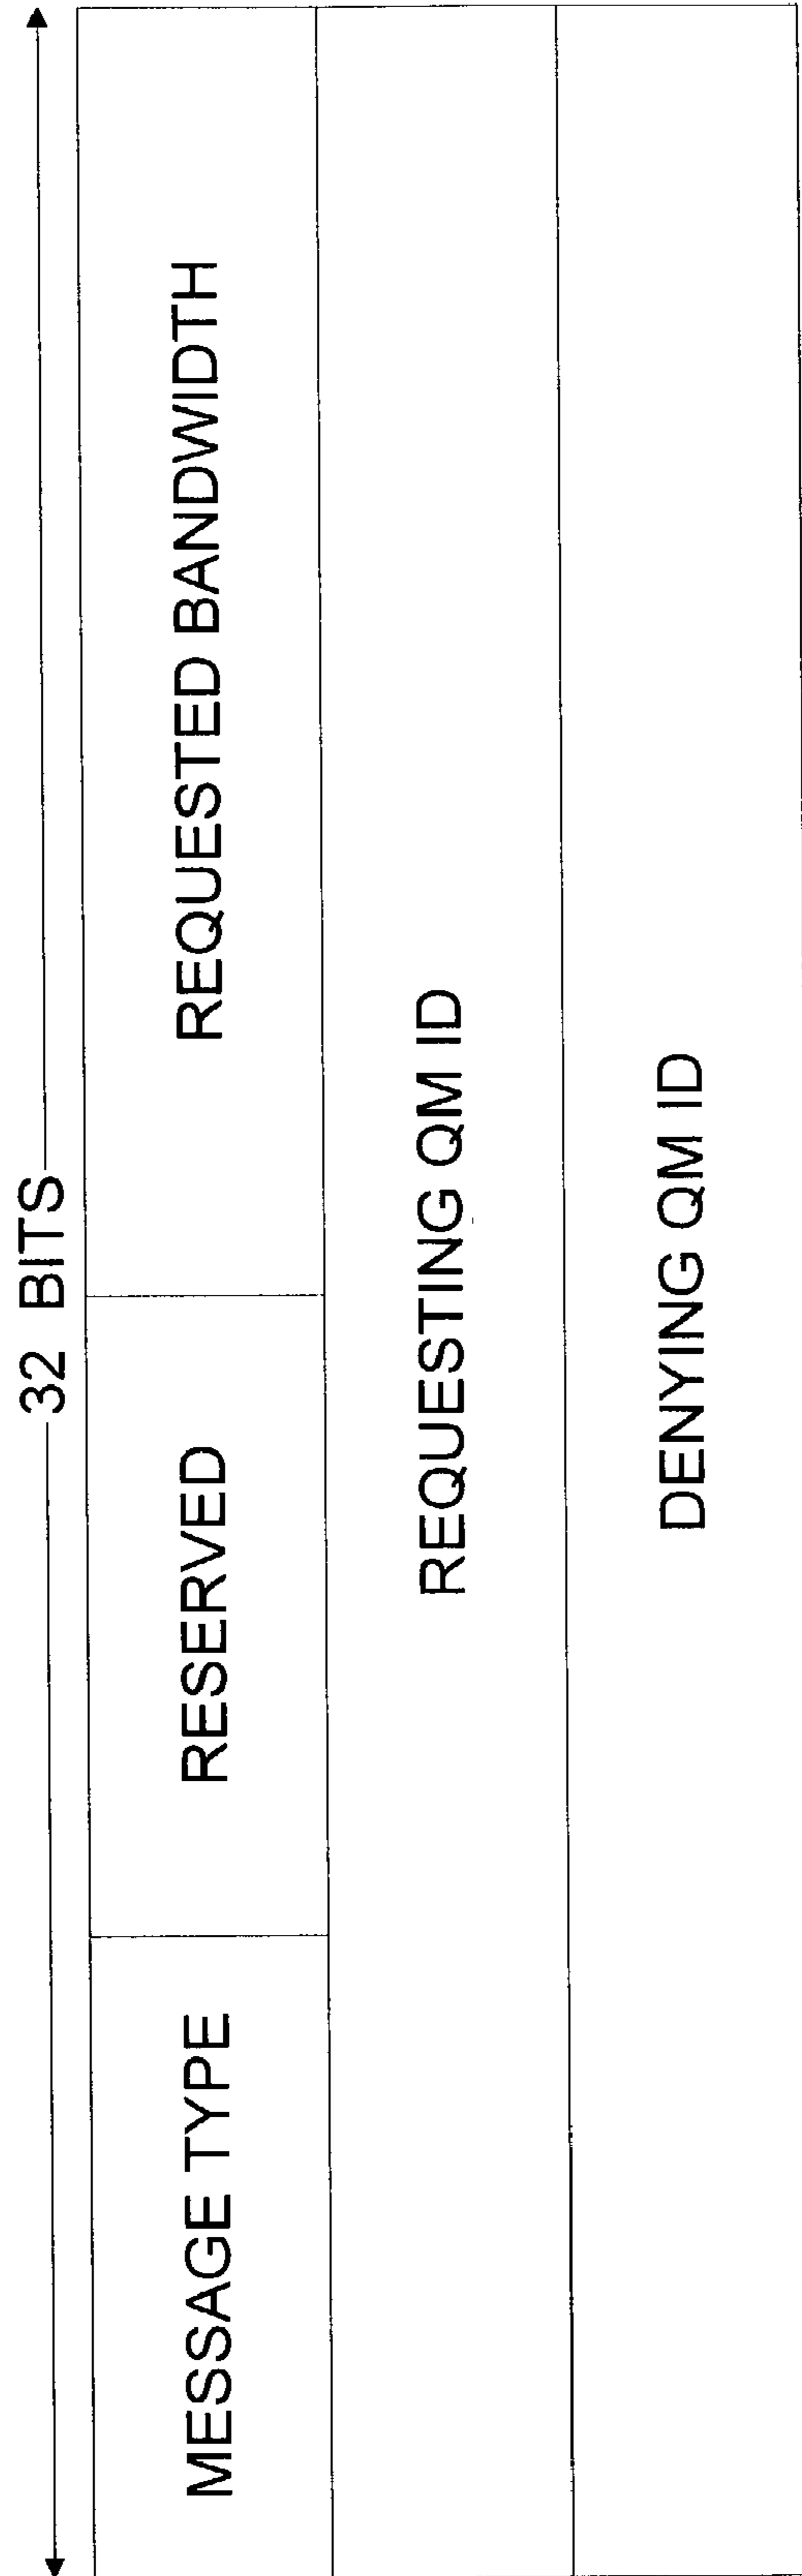 32 BITS
MESSAGE TYPE RESERVED REQUESTED BANDWIDTH
REQUESTING QM ID
DENYING QM ID